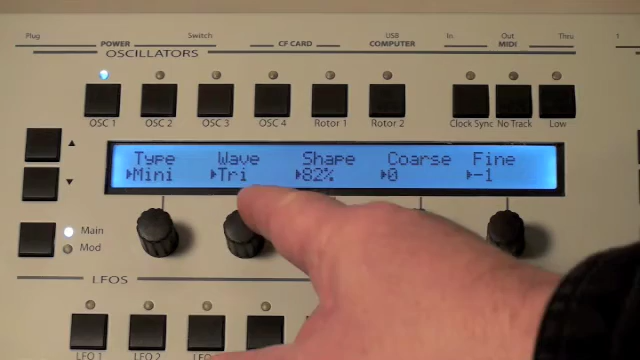 Plug POWER Switch CF CARD USB COMPUTER In Out MIDI Thru 1
OSCILLATORS
OSC 1 OSC 2 OSC 3 OSC 4 Rotor 1 Rotor 2 Clock Sync No Track Low
Type Wave Shape Coarse Fine
Mini Tri 82% 0 -1
Main
Mod
LFOS
LFO 1 LFO 2